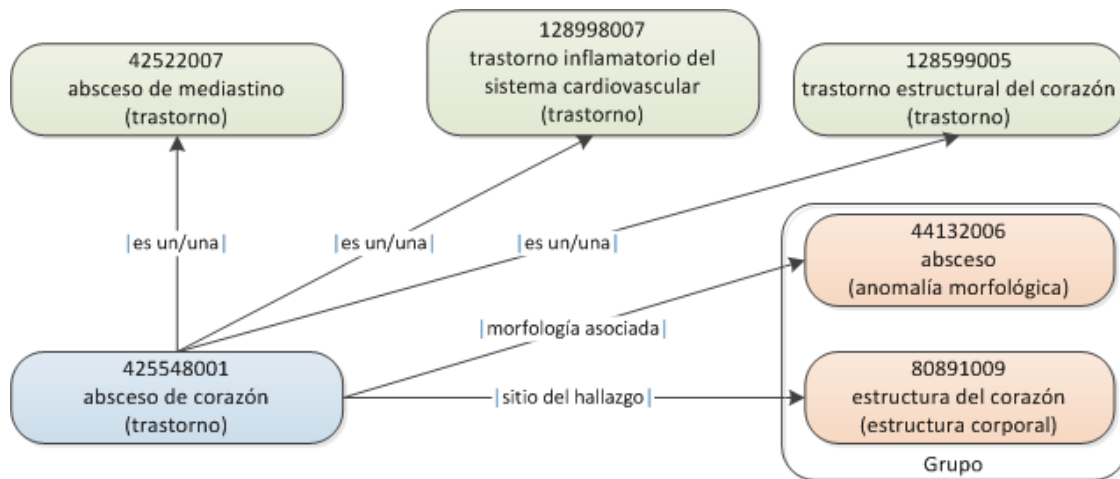 42522007
absceso de mediastino
(trastorno)
128998007
trastorno inflamatorio del
sistema cardiovascular
(trastorno)
128599005
trastorno estructural del corazón
(trastorno)
|es un/una|
|es un/una|
|es un/una|
44132006
absceso
(anomalía morfológica)
|morfología asociada|
425548001
absceso de corazón
(trastorno)
|sitio del hallazgo|
80891009
estructura del corazón
(estructura corporal)
Grupo